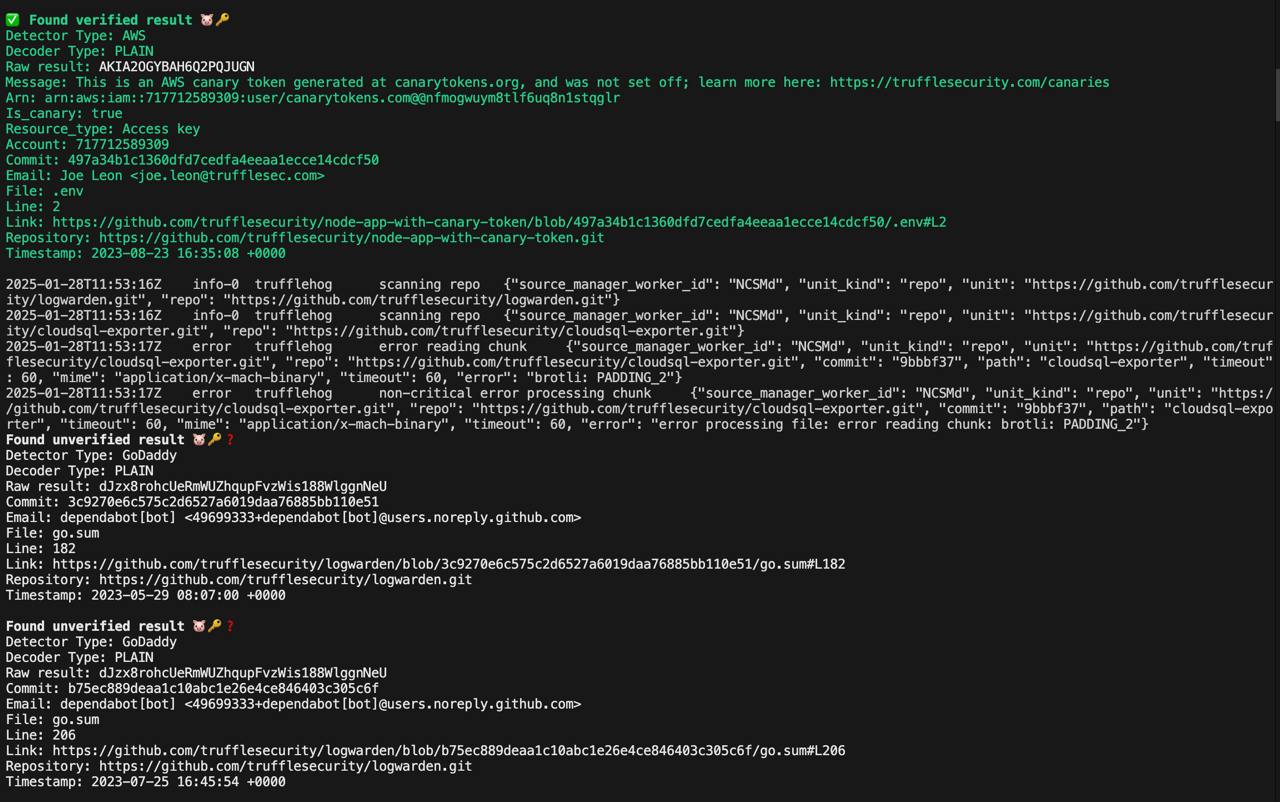 ✅ Found verified result 🐷🔑
Detector Type: AWS
Decoder Type: PLAIN
Raw result: AKIA2OGYBAH6Q2PQJUGN
Message: This is an AWS canary token generated at canarytokens.org, and was not set off; learn more here: https://trufflesecurity.com/canaries
Arn: arn:aws:iam::717712589309:user/canarytokens.com@@nfmogwuym8tlf6uq8n1stqglr
Is_canary: true
Resource_type: Access key
Account: 717712589309
Commit: 497a34b1c1360dfd7cedfa4eeaa1ecce14cdcf50
Email: Joe Leon <joe.leon@trufflesec.com>
File: .env
Line: 2
Link: https://github.com/trufflesecurity/node-app-with-canary-token/blob/497a34b1c1360dfd7cedfa4eeaa1ecce14cdcf50/.env#L2
Repository: https://github.com/trufflesecurity/node-app-with-canary-token.git
Timestamp: 2023-08-23 16:35:08 +0000
2025-01-28T11:53:16Z    info-0  trufflehog      scanning repo   {"source_manager_worker_id": "NCSMd", "unit_kind": "repo", "unit": "https://github.com/trufflesecur
ity/logwarden.git", "repo": "https://github.com/trufflesecurity/logwarden.git"}
2025-01-28T11:53:16Z    info-0  trufflehog      scanning repo   {"source_manager_worker_id": "NCSMd", "unit_kind": "repo", "unit": "https://github.com/trufflesecur
ity/cloudsql-exporter.git", "repo": "https://github.com/trufflesecurity/cloudsql-exporter.git"}
2025-01-28T11:53:17Z    error   trufflehog      error reading chunk     {"source_manager_worker_id": "NCSMd", "unit_kind": "repo", "unit": "https://github.com/truf
flesecurity/cloudsql-exporter.git", "repo": "https://github.com/trufflesecurity/cloudsql-exporter.git", "commit": "9bbbf37", "path": "cloudsql-exporter", "timeout"
: 60, "mime": "application/x-mach-binary", "timeout": 60, "error": "brotli: PADDING_2"}
2025-01-28T11:53:17Z    error   trufflehog      non-critical error processing chunk     {"source_manager_worker_id": "NCSMd", "unit_kind": "repo", "unit": "https:/
/github.com/trufflesecurity/cloudsql-exporter.git", "repo": "https://github.com/trufflesecurity/cloudsql-exporter.git", "commit": "9bbbf37", "path": "cloudsql-expo
rter", "timeout": 60, "mime": "application/x-mach-binary", "timeout": 60, "error": "error processing file: error reading chunk: brotli: PADDING_2"}
Found unverified result 🐷🔑❓
Detector Type: GoDaddy
Decoder Type: PLAIN
Raw result: dJzx8rohcUeRmWUZhqupFvzWis188WlggnNeU
Commit: 3c9270e6c575c2d6527a6019daa76885bb110e51
Email: dependabot[bot] <49699333+dependabot[bot]@users.noreply.github.com>
File: go.sum
Line: 182
Link: https://github.com/trufflesecurity/logwarden/blob/3c9270e6c575c2d6527a6019daa76885bb110e51/go.sum#L182
Repository: https://github.com/trufflesecurity/logwarden.git
Timestamp: 2023-05-29 08:07:00 +0000
Found unverified result 🐷🔑❓
Detector Type: GoDaddy
Decoder Type: PLAIN
Raw result: dJzx8rohcUeRmWUZhqupFvzWis188WlggnNeU
Commit: b75ec889deaa1c10abc1e26e4ce846403c305c6f
Email: dependabot[bot] <49699333+dependabot[bot]@users.noreply.github.com>
File: go.sum
Line: 206
Link: https://github.com/trufflesecurity/logwarden/blob/b75ec889deaa1c10abc1e26e4ce846403c305c6f/go.sum#L206
Repository: https://github.com/trufflesecurity/logwarden.git
Timestamp: 2023-07-25 16:45:54 +0000